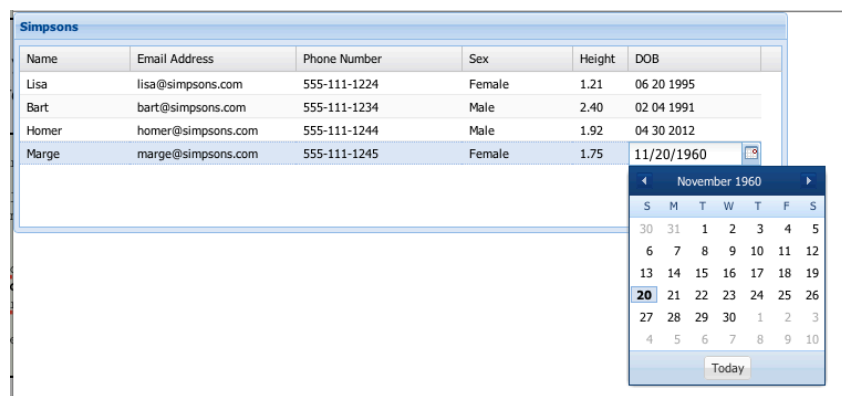 Simpsons
Name Email Address Phone Number Sex Height DOB
Lisa lisa@simpsons.com 555-111-1224 Female 1.21 06 20 1995
Bart bart@simpsons.com 555-111-1234 Male 2.40 02 04 1991
Homer homer@simpsons.com 555-111-1244 Male 1.92 04 30 2012
Marge marge@simpsons.com 555-111-1245 Female 1.75 11/20/1960
November 1960
S M T W T F S
30 31 1 2 3 4 5
6 7 8 9 10 11 12
13 14 15 16 17 18 19
20 21 22 23 24 25 26
27 28 29 30 1 2 3
4 5 6 7 8 9 10
Today